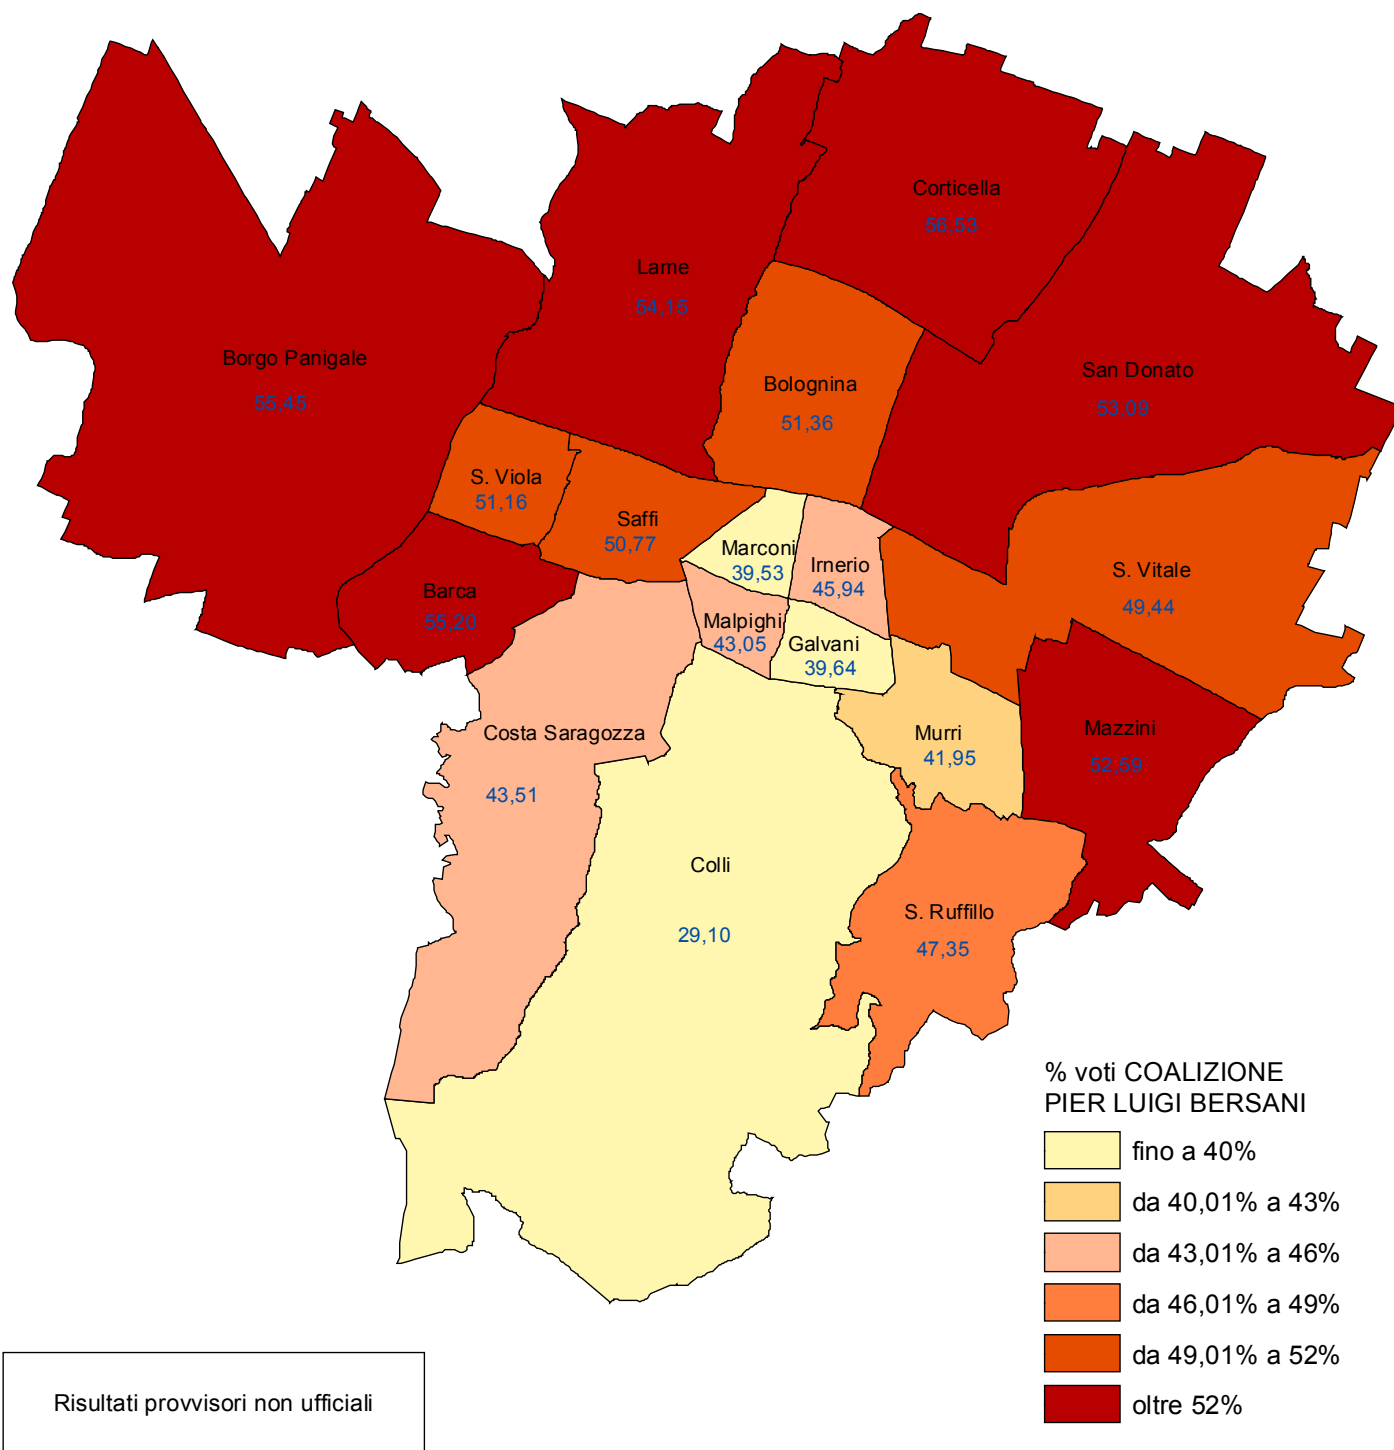 Corticella
56,53
Lame
54,15
Borgo Panigale
55,45
San Donato
53,09
Bolognina
51,36
S. Viola
51,16
Saffi
50,77
Marconi
39,53
Irnerio
45,94
S. Vitale
49,44
Barca
55,20
Malpighi
43,05
Galvani
39,64
Costa Saragozza
43,51
Murri
41,95
Mazzini
52,59
Colli
29,10
S. Ruffillo
47,35
% voti COALIZIONE
PIER LUIGI BERSANI
fino a 40%
da 40,01% a 43%
da 43,01% a 46%
da 46,01% a 49%
da 49,01% a 52%
oltre 52%
Risultati provvisori non ufficiali